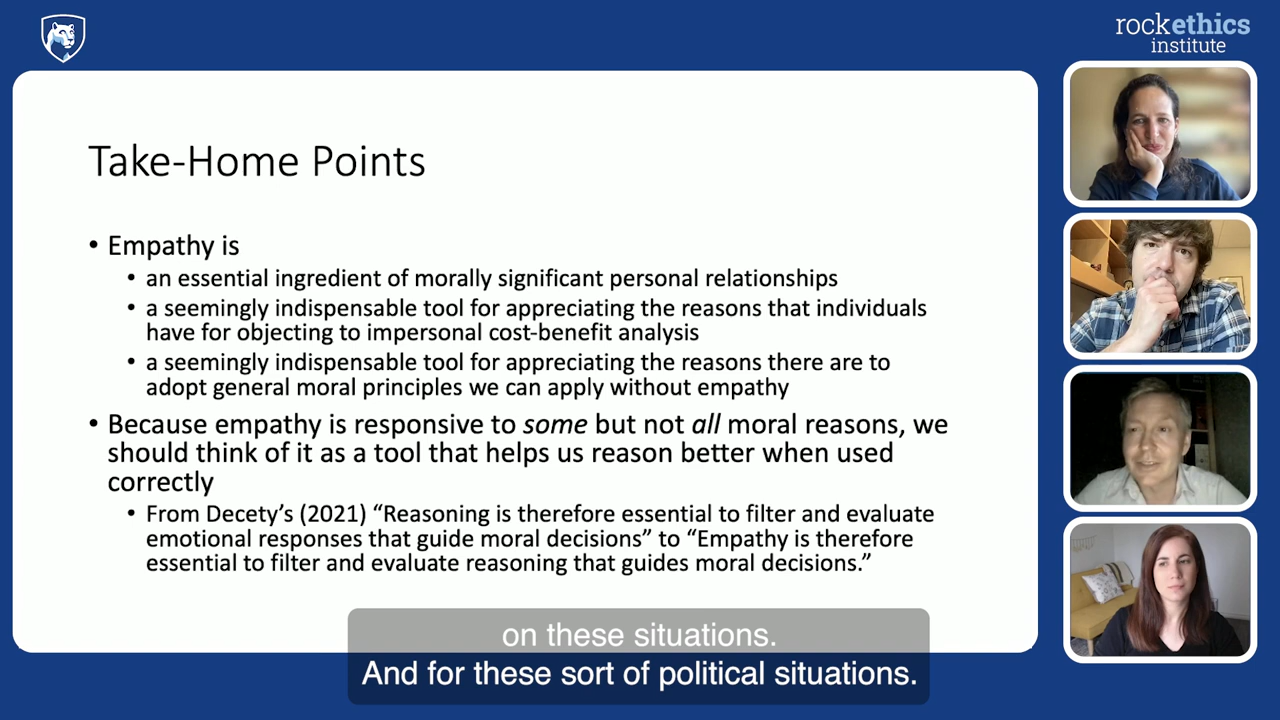 rockethics
institute
Take-Home Points
• Empathy is
• an essential ingredient of morally significant personal relationships
• a seemingly indispensable tool for appreciating the reasons that individuals
have for objecting to impersonal cost-benefit analysis
• a seemingly indispensable tool for appreciating the reasons there are to
adopt general moral principles we can apply without empathy
• Because empathy is responsive to some but not all moral reasons, we
should think of it as a tool that helps us reason better when used
correctly
• From Decety’s (2021) “Reasoning is therefore essential to filter and evaluate
emotional responses that guide moral decisions” to “Empathy is therefore
essential to filter and evaluate reasoning that guides moral decisions.”
on these situations.
And for these sort of political situations.